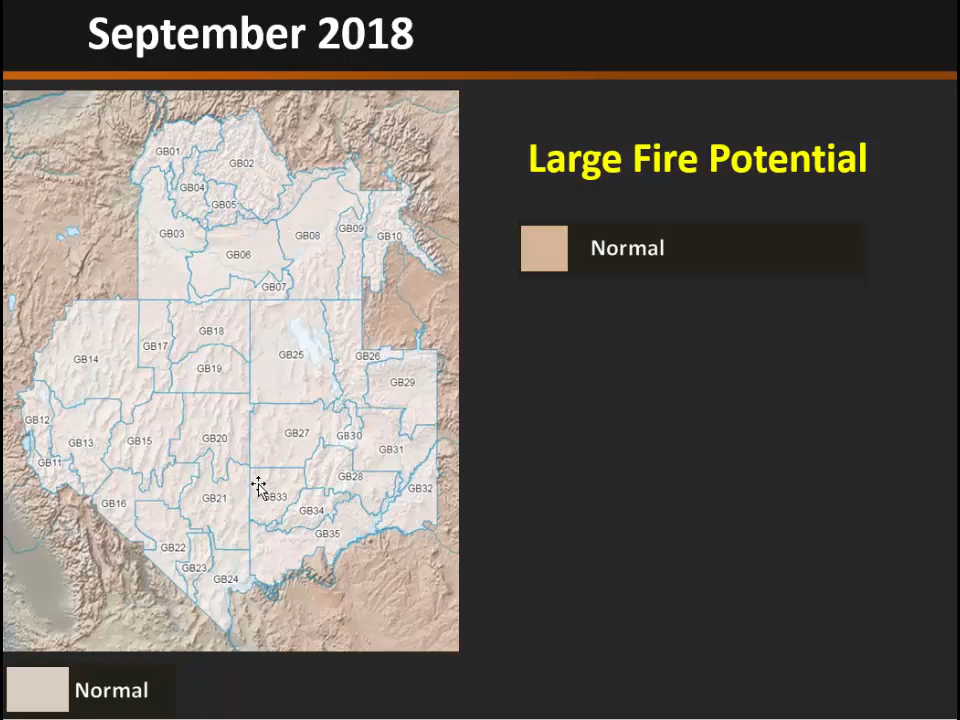 September 2018
Large Fire Potential
Normal
GB01
GB02
GB04
GB05
GB03
GB08
GB09
GB10
GB06
GB07
GB18
GB17
GB14
GB25
GB26
GB19
GB29
GB12
GB13
GB15
GB20
GB27
GB30
GB31
GB11
GB28
GB32
GB16
GB21
GB33
GB34
GB35
GB22
GB23
GB24
Normal